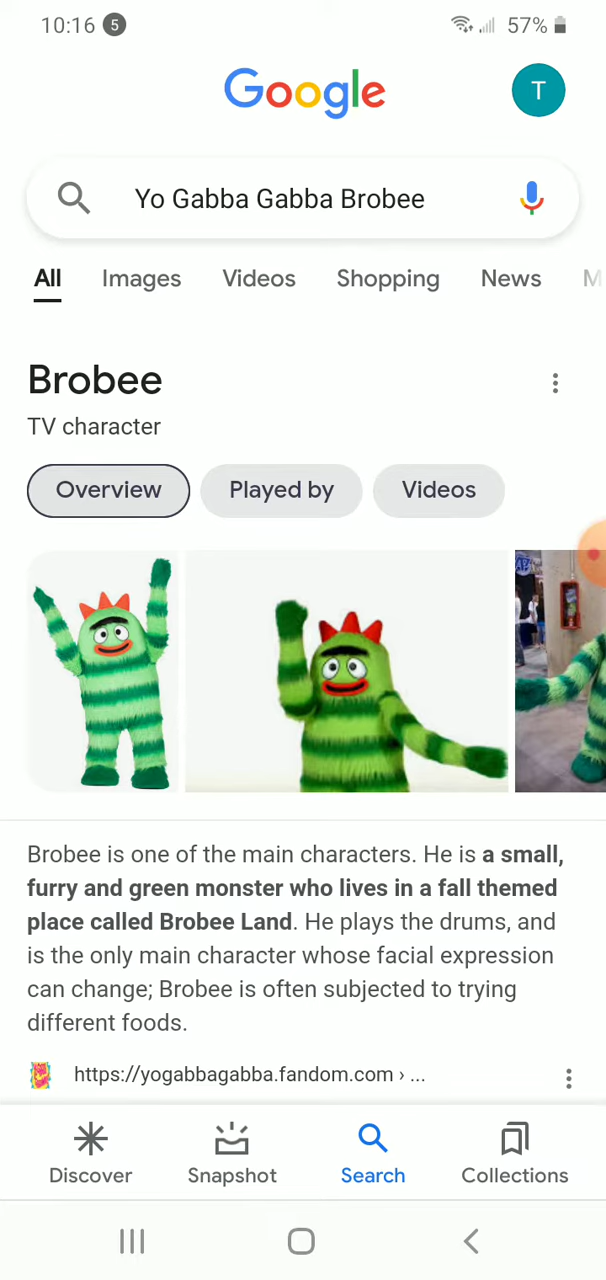 10:16 5 57%
Google T
Yo Gabba Gabba Brobee
All Images Videos Shopping News M
Brobee
TV character
Overview Played by Videos
Brobee is one of the main characters. He is a small,
furry and green monster who lives in a fall themed
place called Brobee Land. He plays the drums, and
is the only main character whose facial expression
can change; Brobee is often subjected to trying
different foods.
https://yogabbagabba.fandom.com › ...
Discover Snapshot Search Collections